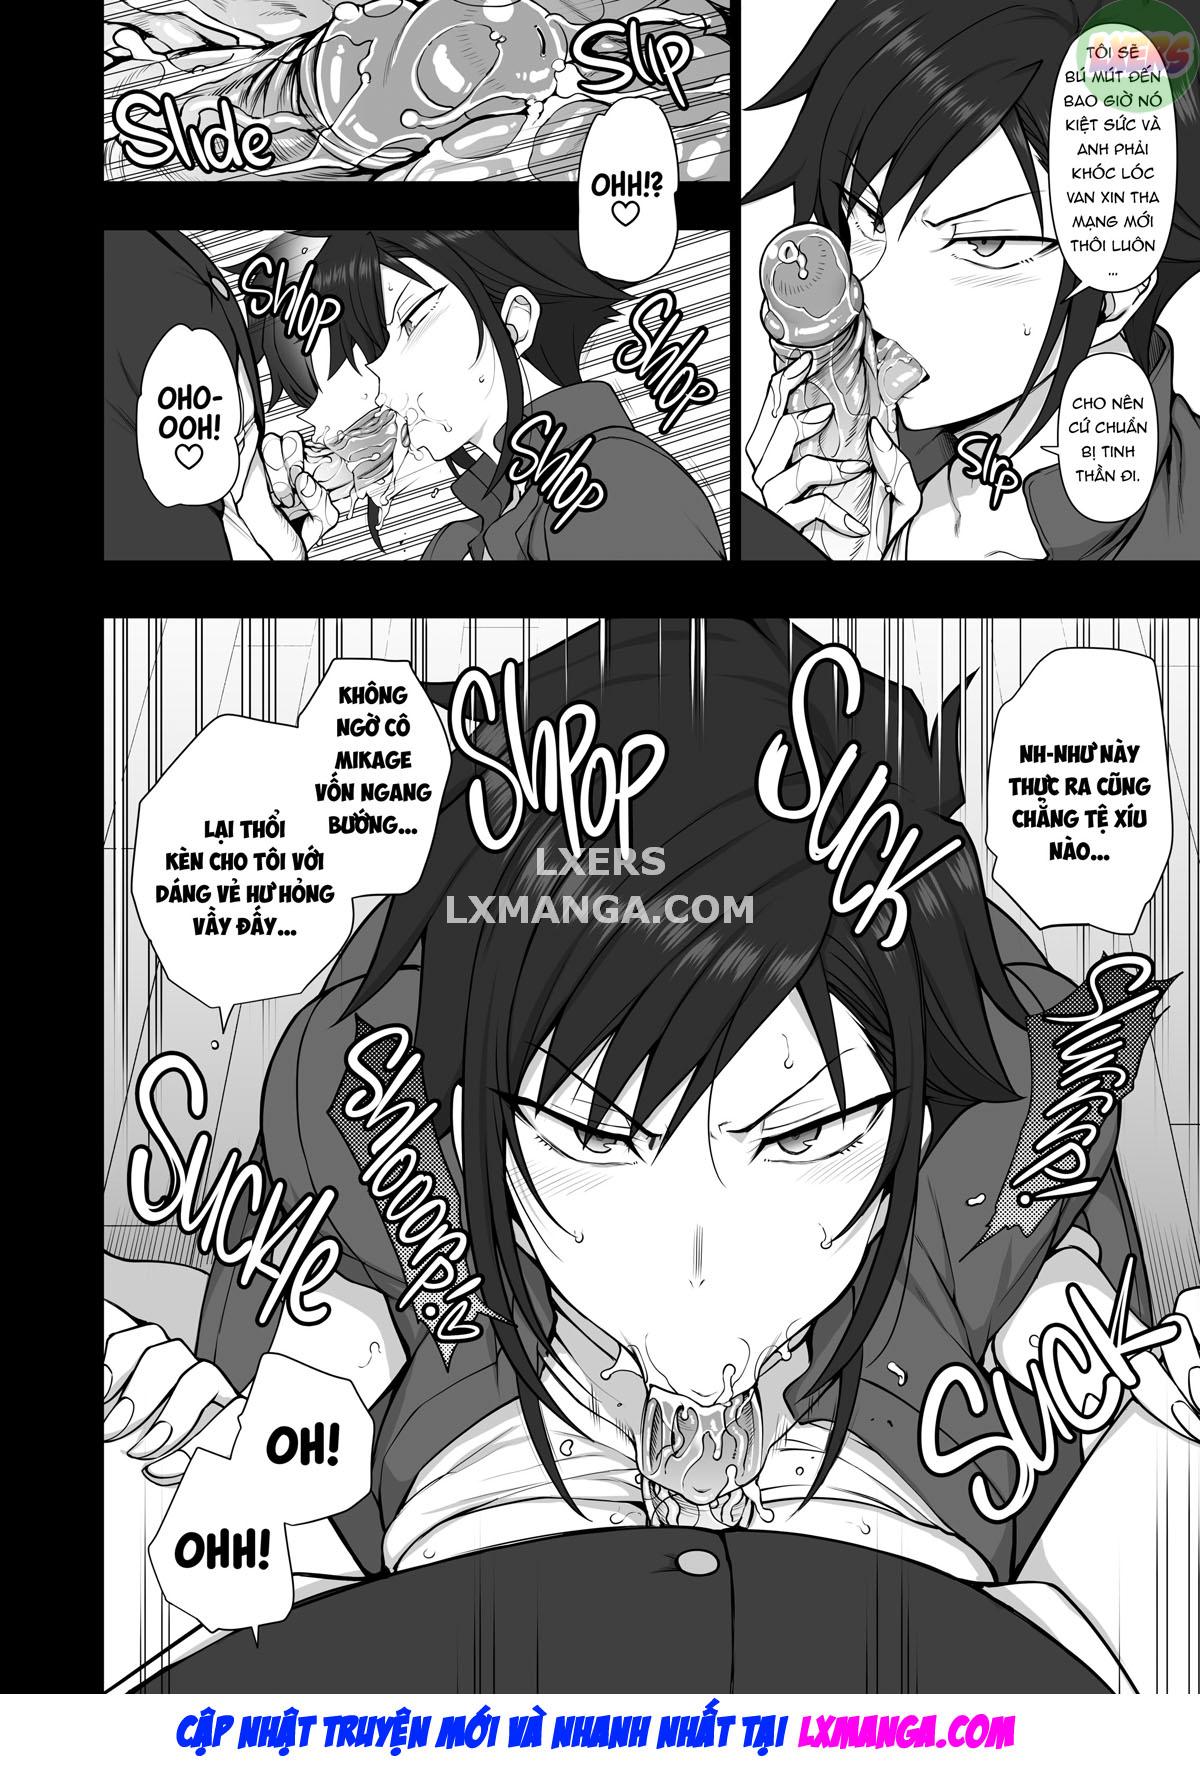 LXERS
TÔI SẼ
BÚ MÚT ĐẾN
BAO GIỜ NÓ
KIỆT SỨC VÀ
ANH PHẢI
KHÓC LÓC
VAN XIN THA
MẠNG MỚI
THÔI LUÔN
...
CHO NÊN
CỨ CHUẨN
BỊ TINH
THẦN ĐI.
Slrp
Slip
Slide
OHH!?
♡
Shlop
Shlop
Shlop
OHO-
OOH!
♡
NH-NHƯ NÀY
THỰC RA CŨNG
CHẲNG TỆ XÍU
NÀO...
KHÔNG
NGỜ CÔ
MIKAGE
VỐN NGANG
BƯỚNG...
LẠI THỔI
KÈN CHO TÔI VỚI
DÁNG VẺ HƯ HỎNG
VẦY ĐẤY...
Shpop
Suck
LXERS
LXMANGA.COM
Suckle
Suck
OH!
OHH!
CẬP NHẬT TRUYỆN MỚI VÀ NHANH NHẤT TẠI LXMANGA.COM